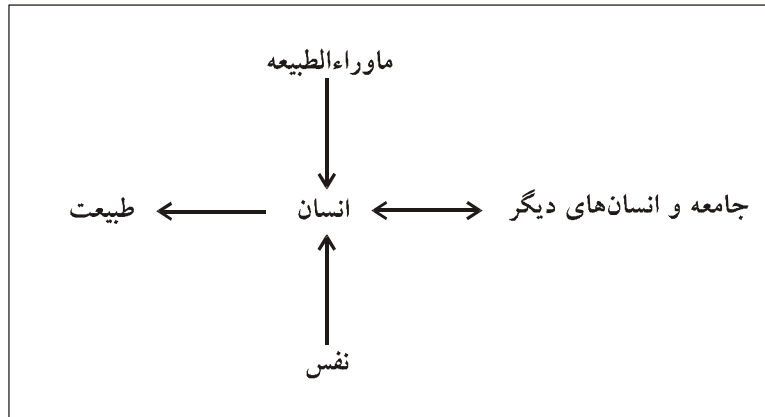 ماوراءالطبیعه
جامعه و انسان‌های دیگر
انسان
طبیعت
نفس